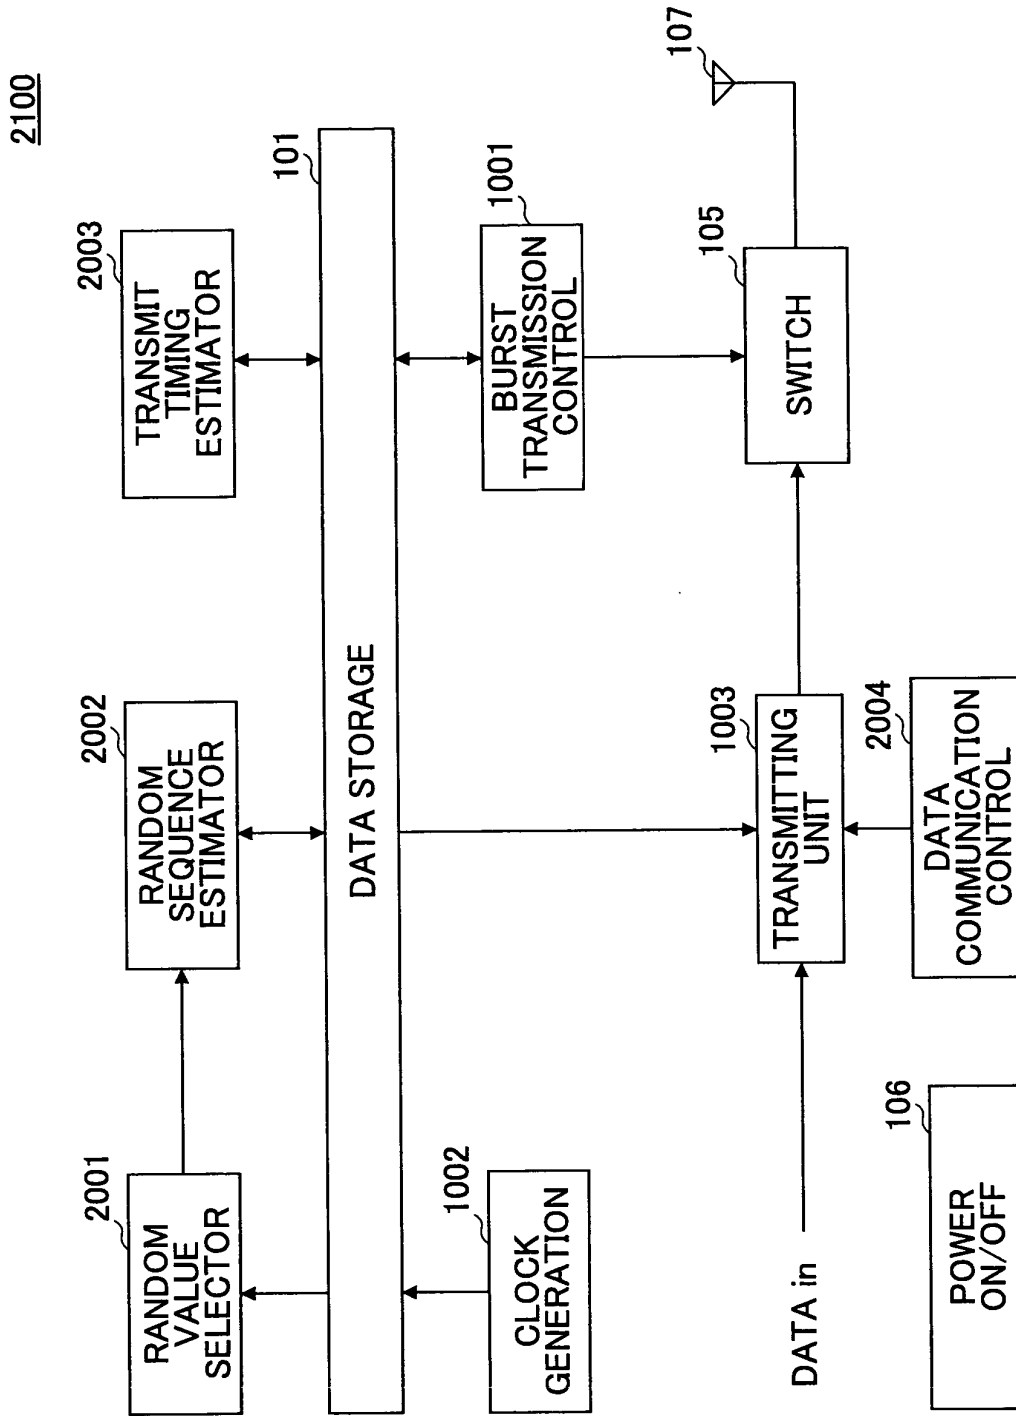 2100
2001
RANDOM
VALUE
SELECTOR
2002
RANDOM
SEQUENCE
ESTIMATOR
2003
TRANSMIT
TIMING
ESTIMATOR
101
DATA STORAGE
1002
CLOCK
GENERATION
1001
BURST
TRANSMISSION
CONTROL
107
DATA in
1003
TRANSMITTING
UNIT
105
SWITCH
106
POWER
ON/OFF
2004
DATA
COMMUNICATION
CONTROL